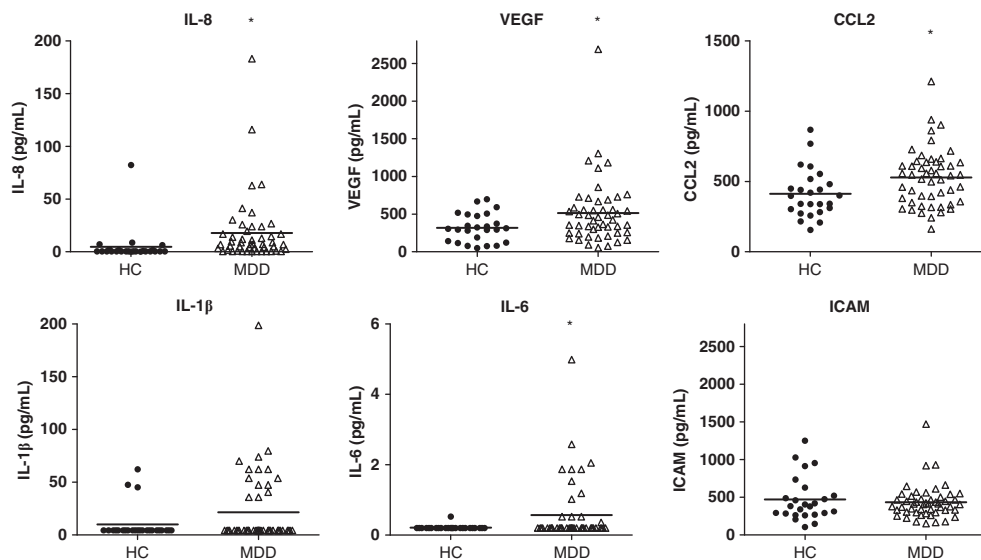 IL-8
*
200
150
100
50
0
IL-8 (pg/mL)
HC
MDD
VEGF
*
2500
2000
1500
1000
500
0
VEGF (pg/mL)
HC
MDD
CCL2
*
1500
1000
500
0
CCL2 (pg/mL)
HC
MDD
IL-1β
200
150
100
50
0
IL-1β (pg/mL)
HC
MDD
IL-6
*
6
4
2
0
IL-6 (pg/mL)
HC
MDD
ICAM
2500
2000
1500
1000
500
0
ICAM (pg/mL)
HC
MDD